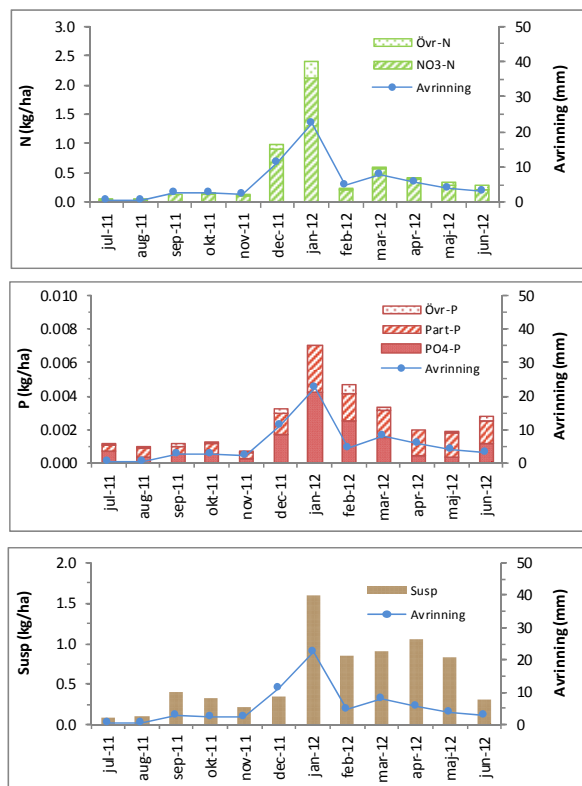 3.0
2.5
2.0
1.5
1.0
0.5
0.0
N (kg/ha)
Övr-N
NO3-N
Avrinning
50
40
30
20
10
0
Avrinning (mm)
jul-11
aug-11
sep-11
okt-11
nov-11
dec-11
jan-12
feb-12
mar-12
apr-12
maj-12
jun-12
0.010
0.008
0.006
0.004
0.002
0.000
P (kg/ha)
Övr-P
Part-P
PO4-P
Avrinning
50
40
30
20
10
0
Avrinning (mm)
jul-11
aug-11
sep-11
okt-11
nov-11
dec-11
jan-12
feb-12
mar-12
apr-12
maj-12
jun-12
2.0
1.5
1.0
0.5
0.0
Susp (kg/ha)
Susp
Avrinning
50
40
30
20
10
0
Avrinning (mm)
jul-11
aug-11
sep-11
okt-11
nov-11
dec-11
jan-12
feb-12
mar-12
apr-12
maj-12
jun-12